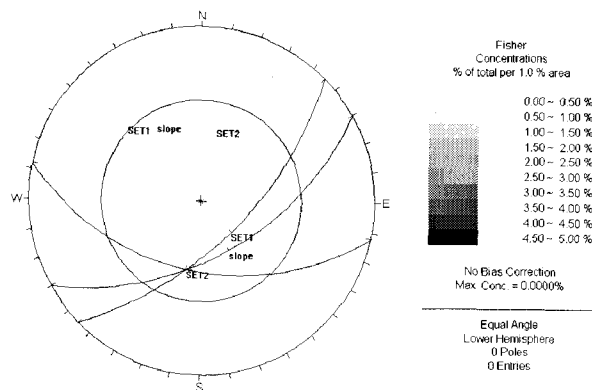 N
Fisher
Concentrations
% of total per 1.0 % area
SET1 slope SET2
0.00 ~ 0.50 %
0.50 ~ 1.00 %
1.00 ~ 1.50 %
1.50 ~ 2.00 %
2.00 ~ 2.50 %
2.50 ~ 3.00 %
3.00 ~ 3.50 %
3.50 ~ 4.00 %
4.00 ~ 4.50 %
4.50 ~ 5.00 %
W
E
SET1
slope
SET2
No Bias Correction
Max. Conc. = 0.0000%
Equal Angle
Lower Hemisphere
0 Poles
0 Entries
S